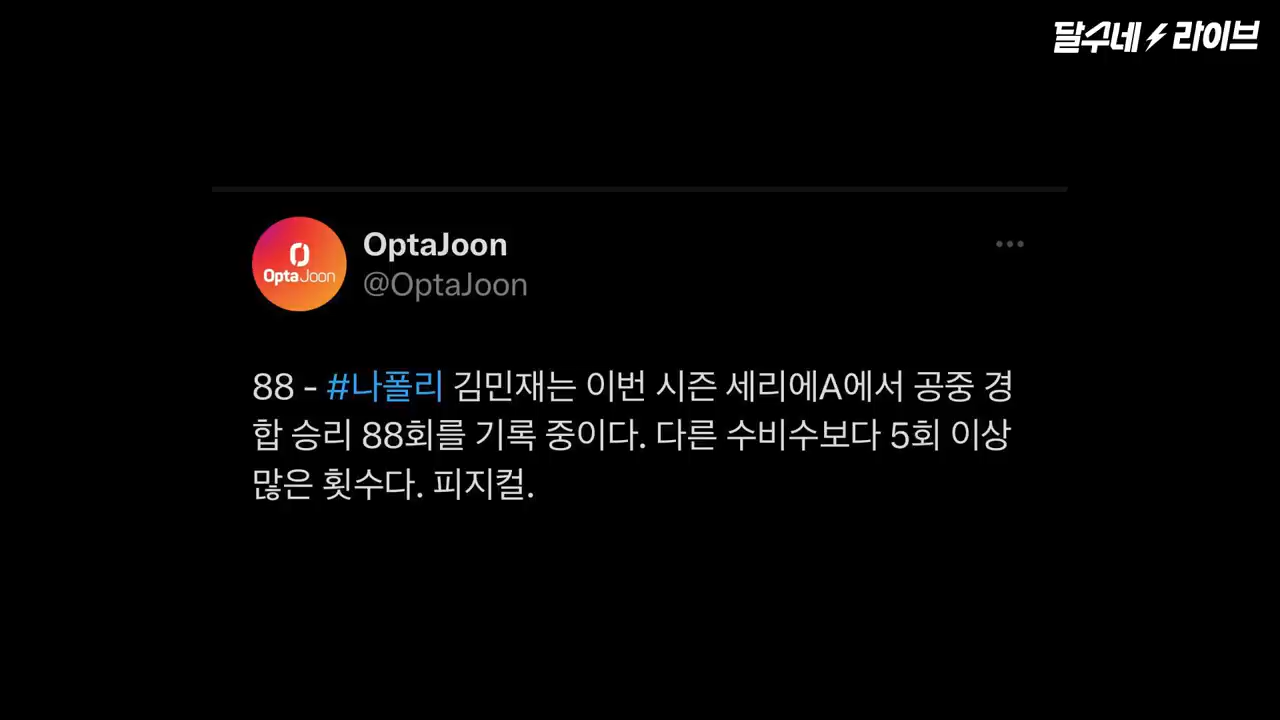 달수네⚡라이브
OptaJoon
@OptaJoon
Opta Joon
88 - #나폴리 김민재는 이번 시즌 세리에A에서 공중 경
합 승리 88회를 기록 중이다. 다른 수비수보다 5회 이상
많은 횟수다. 피지컬.